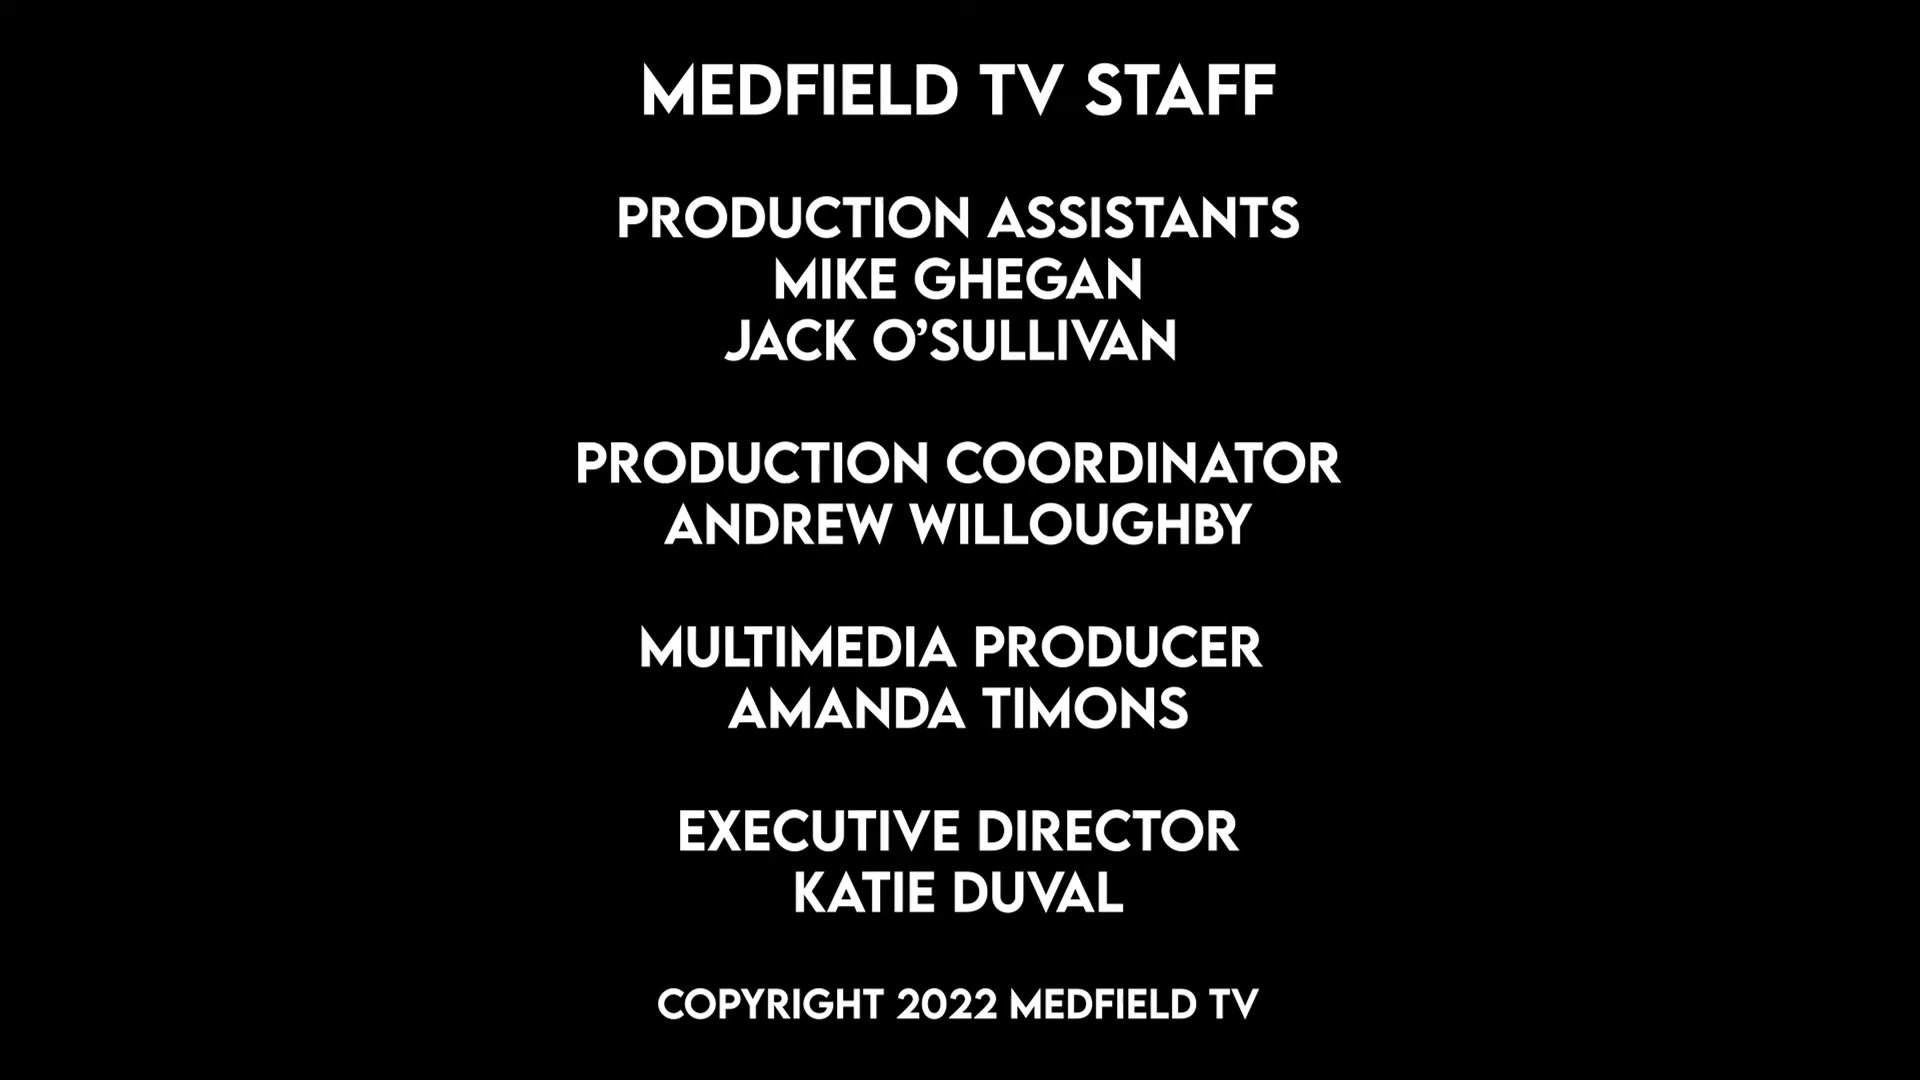 MEDFIELD TV STAFF
PRODUCTION ASSISTANTS
MIKE GHEGAN
JACK O’SULLIVAN
PRODUCTION COORDINATOR
ANDREW WILLOUGHBY
MULTIMEDIA PRODUCER
AMANDA TIMONS
EXECUTIVE DIRECTOR
KATIE DUVAL
COPYRIGHT 2022 MEDFIELD TV